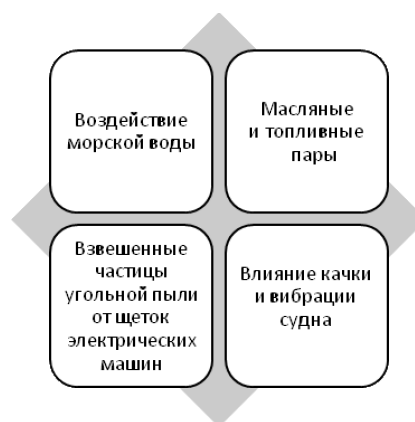 Воздействие
морской воды
Масляные
и топливные
пары
Взвешенные
частицы
угольной пыли
от щеток
электрических
машин
Влияние качки
и вибрации
судна